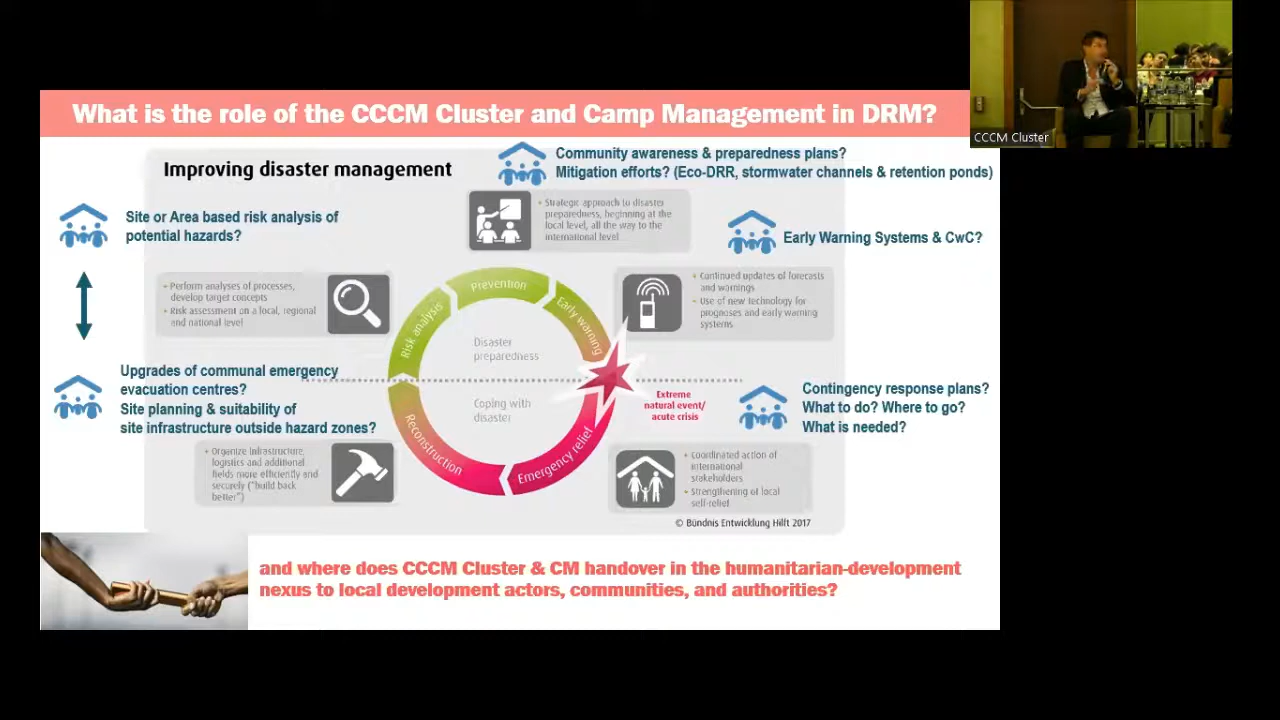 What is the role of the CCCM Cluster and Camp Management in DRM?
CCCM Cluster
Improving disaster management
Community awareness & preparedness plans?
Mitigation efforts? (Eco-DRR, stormwater channels & retention ponds)
• Strategic approach to disaster
preparedness, beginning at the
local level, all the way to the
international level
Site or Area based risk analysis of
potential hazards?
Early Warning Systems & CwC?
• Perform analyses of processes,
develop target concepts
• Risk assessment on a local, regional
and national level
• Continued updates of forecasts
and warnings
• Use of new technology for
prognoses and early warning
systems
Risk analysis
Prevention
Early warning
Disaster
preparedness
Coping with
disaster
Reconstruction
Emergency relief
Extreme
natural event/
acute crisis
Upgrades of communal emergency
evacuation centres?
Site planning & suitability of
site infrastructure outside hazard zones?
Contingency response plans?
What to do? Where to go?
What is needed?
• Organize infrastructure,
logistics and additional
fields more efficiently and
securely ("build back
better")
• Coordinated action of
international
stakeholders
• Strengthening of local
self-relief
© Bündnis Entwicklung Hilft 2017
and where does CCCM Cluster & CM handover in the humanitarian-development
nexus to local development actors, communities, and authorities?